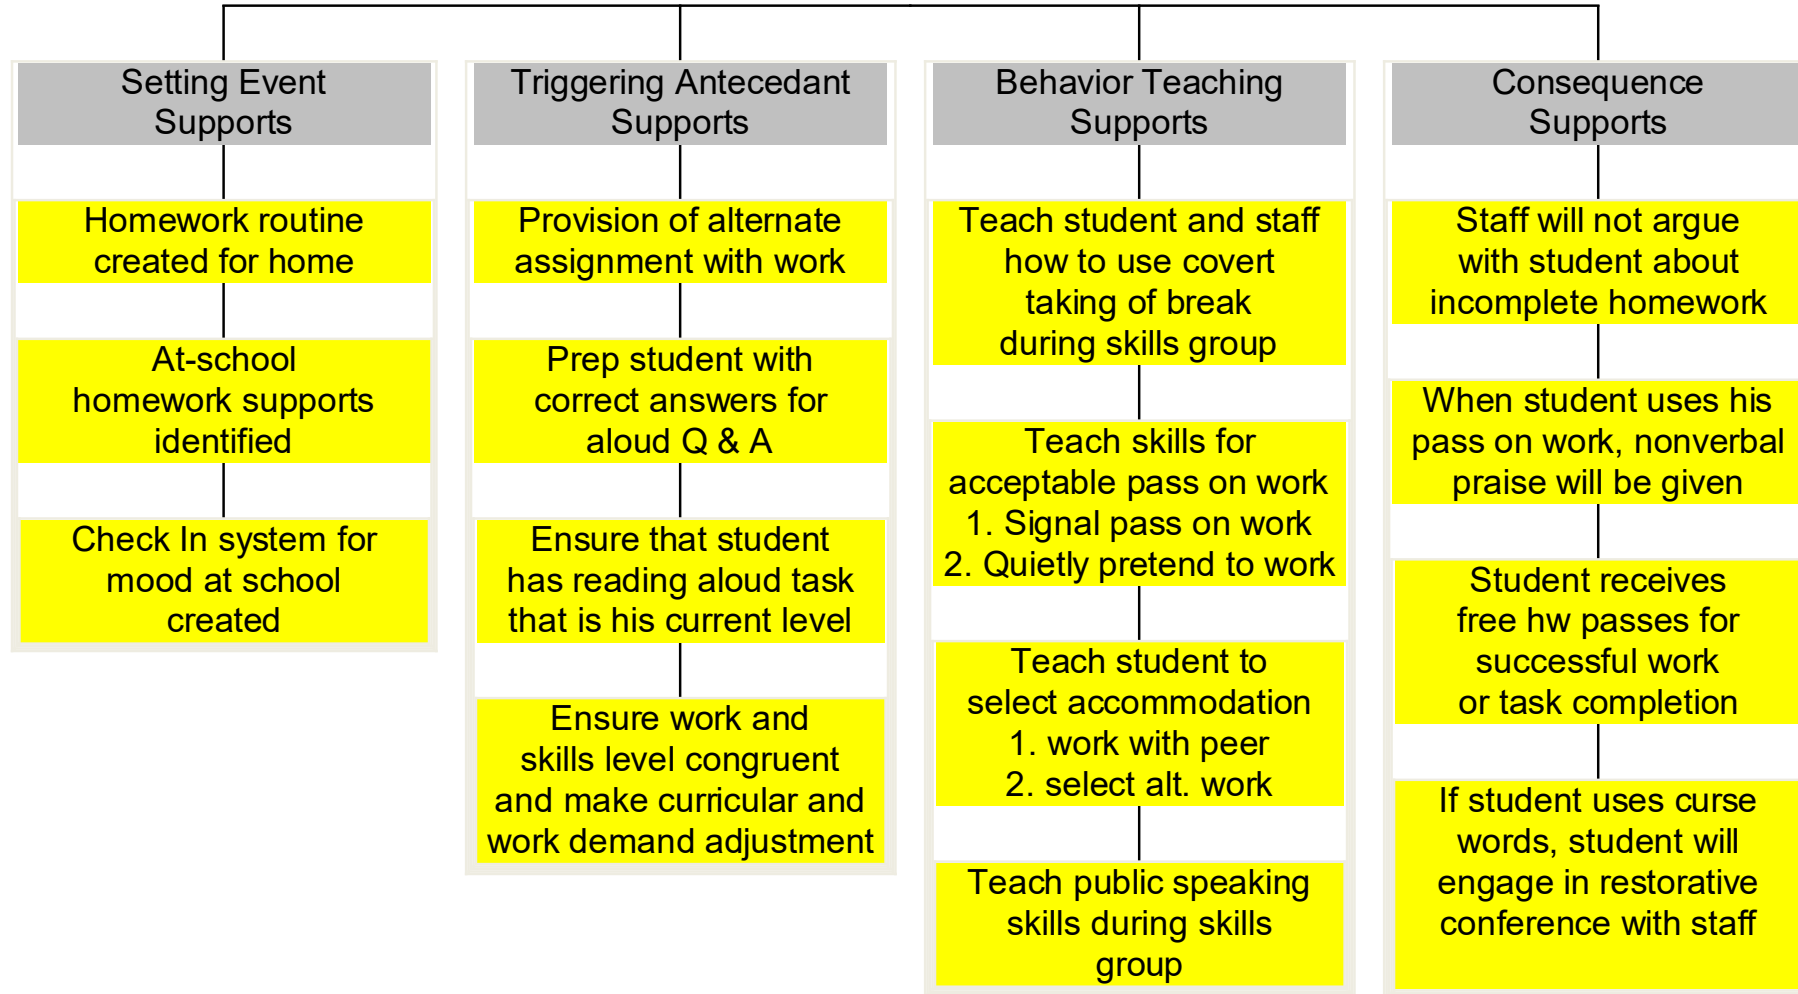 Setting Event
Supports
Homework routine
created for home
At-school
homework supports
identified
Check In system for
mood at school
created
Triggering Antecedant
Supports
Provision of alternate
assignment with work
Prep student with
correct answers for
aloud Q & A
Ensure that student
has reading aloud task
that is his current level
Ensure work and
skills level congruent
and make curricular and
work demand adjustment
Behavior Teaching
Supports
Teach student and staff
how to use covert
taking of break
during skills group
Teach skills for
acceptable pass on work
1. Signal pass on work
2. Quietly pretend to work
Teach student to
select accommodation
1. work with peer
2. select alt. work
Teach public speaking
skills during skills
group
Consequence
Supports
Staff will not argue
with student about
incomplete homework
When student uses his
pass on work, nonverbal
praise will be given
Student receives
free hw passes for
successful work
or task completion
If student uses curse
words, student will
engage in restorative
conference with staff